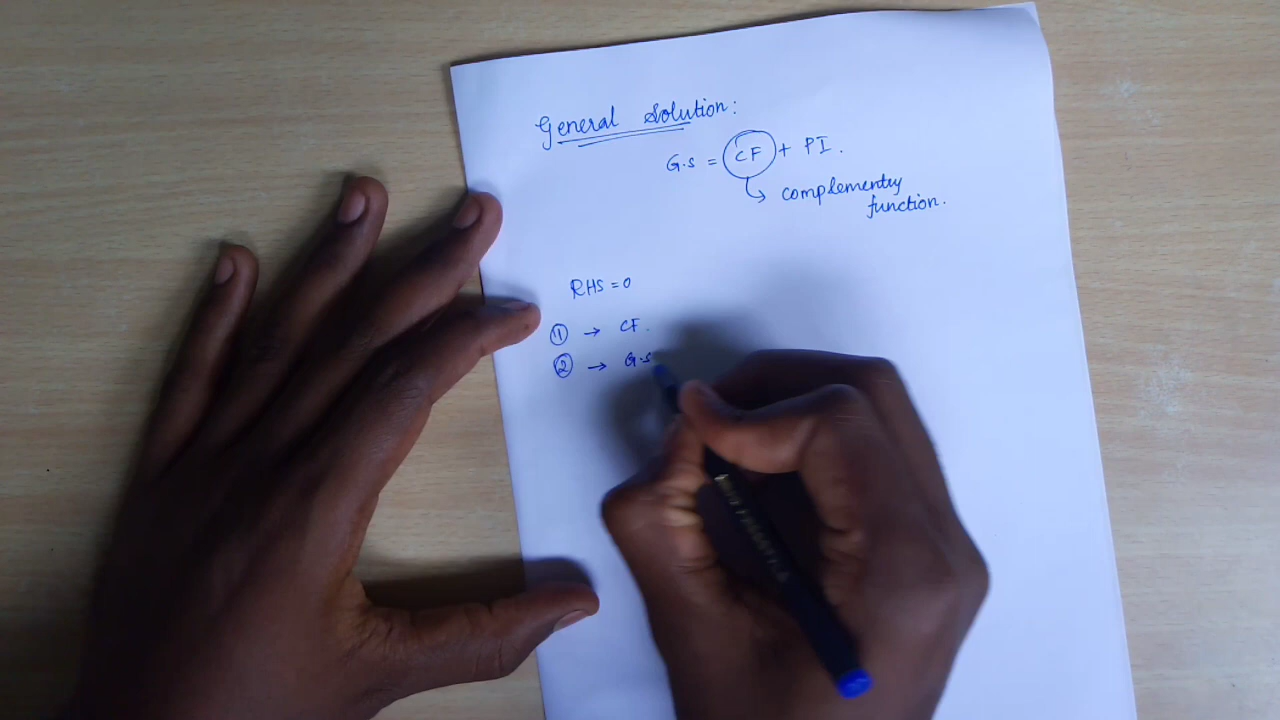 General Solution:
G.S = CF + PI.
complementry
function.
RHS = 0
① → CF.
② → G.S